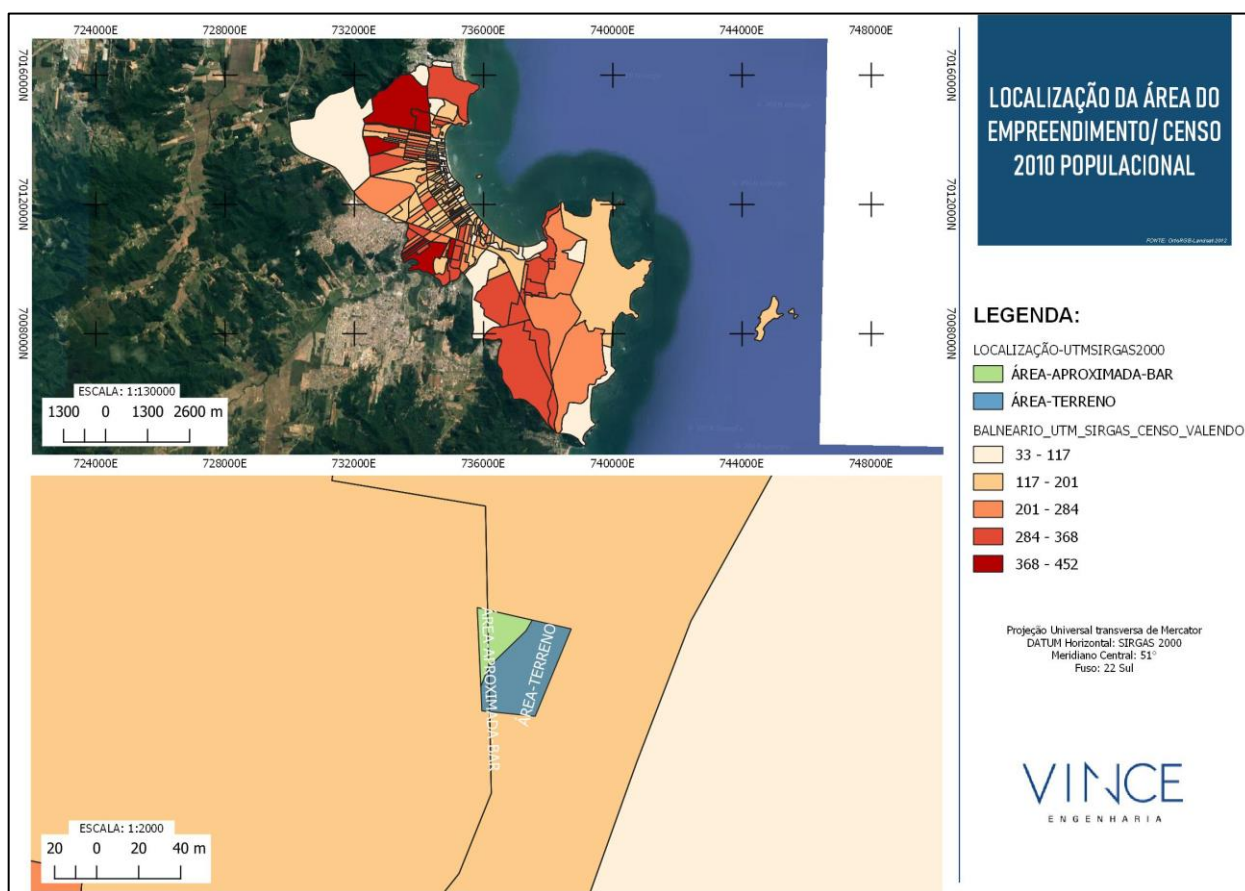 724000E 728000E 732000E 736000E 740000E 744000E 748000E
7016000N 7016000N
7012000N 7012000N
7008000N 7008000N
ESCALA: 1:130000
1300 0 1300 2600 m
724000E 728000E 732000E 736000E 740000E 744000E 748000E
ÁREA-APROXIMADA-BAR
ÁREA-TERRENO
ESCALA: 1:2000
20 0 20 40 m
LOCALIZAÇÃO DA ÁREA DO
EMPREENDIMENTO/ CENSO
2010 POPULACIONAL
LEGENDA:
LOCALIZAÇÃO-UTMSIRGAS2000
ÁREA-APROXIMADA-BAR
ÁREA-TERRENO
BALNEARIO_UTM_SIRGAS_CENSO_VALENDO
33 - 117
117 - 201
201 - 284
284 - 368
368 - 452
Projeção Universal transversa de Mercator
DATUM Horizontal: SIRGAS 2000
Meridiano Central: 51°
Fuso: 22 Sul
VINCE
ENGENHARIA